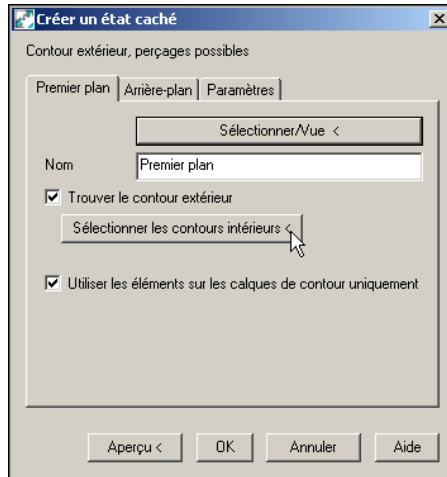 Créer un état caché
Contour extérieur, perçages possibles
Premier plan Arrière-plan Paramètres
Sélectionner/Vue <
Nom Premier plan
Trouver le contour extérieur
Sélectionner les contours intérieurs <
Utiliser les éléments sur les calques de contour uniquement
Aperçu < OK Annuler Aide